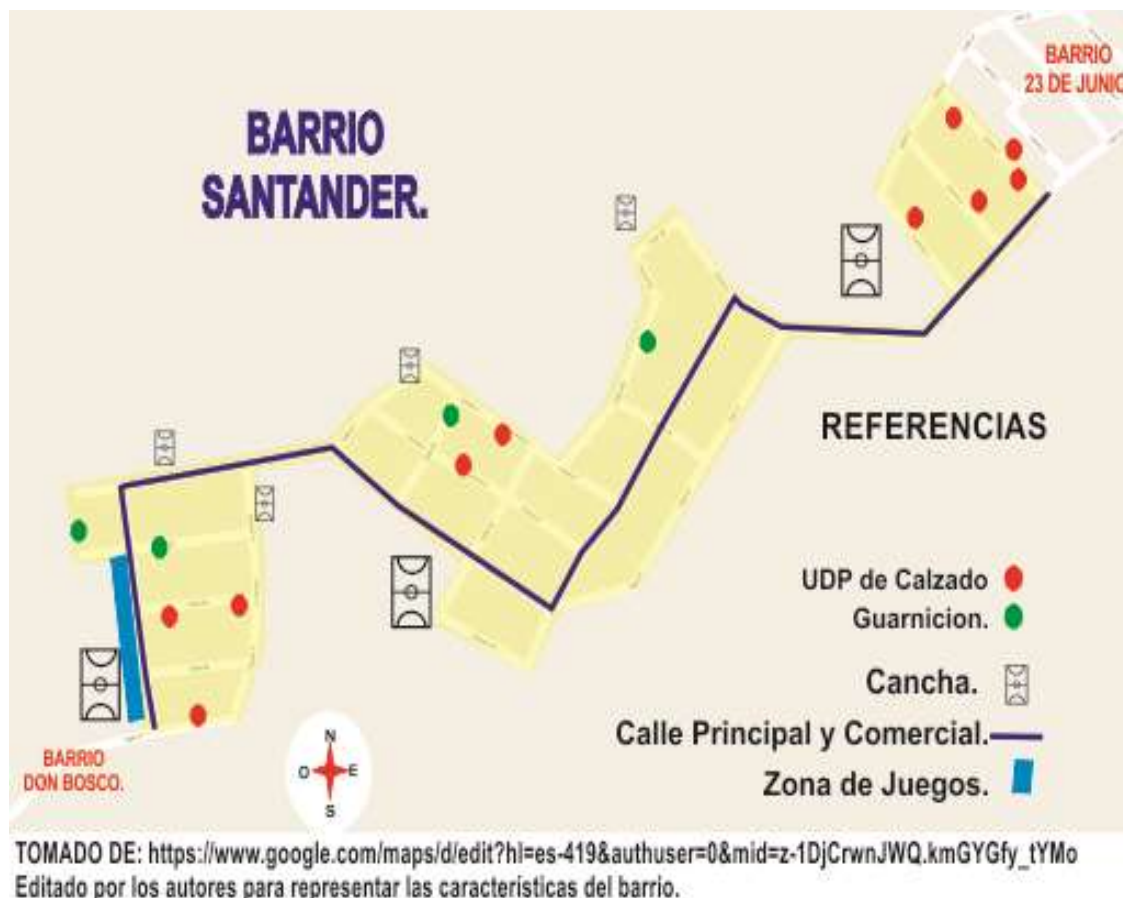 BARRIO
SANTANDER.
BARRIO
23 DE JUNIO
REFERENCIAS
UDP de Calzado
Guarnicion.
Cancha.
Calle Principal y Comercial.
Zona de Juegos.
BARRIO
DON BOSCO.
N
O E
S
TOMADO DE: https://www.google.com/maps/d/edit?hl=es-419&authuser=0&mid=z-1DjCrwnJWQ.kmGYGfy_tYMo
Editado por los autores para representar las características del barrio.